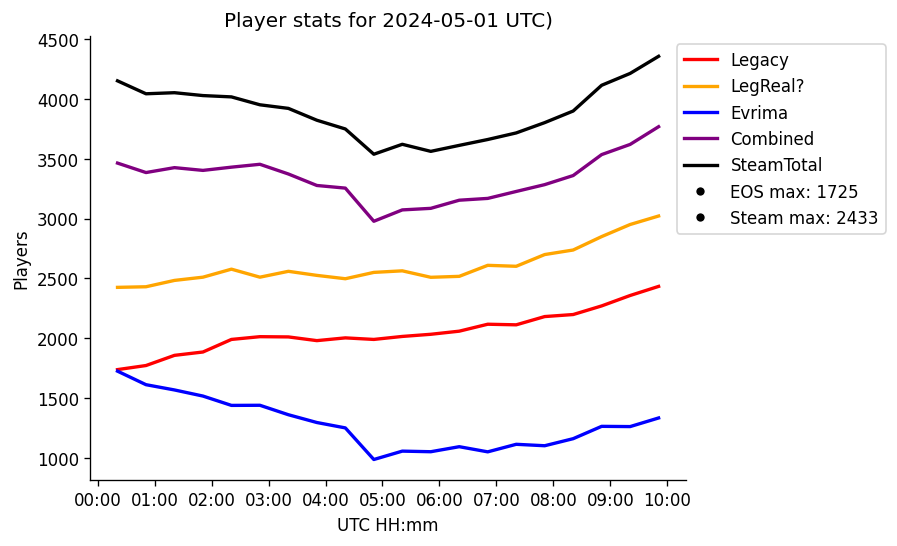 Player stats for 2024-05-01 UTC)
4500
4000
3500
3000
2500
2000
1500
1000
Players
00:00 01:00 02:00 03:00 04:00 05:00 06:00 07:00 08:00 09:00 10:00
UTC HH:mm
Legacy
LegReal?
Evrima
Combined
SteamTotal
EOS max: 1725
Steam max: 2433